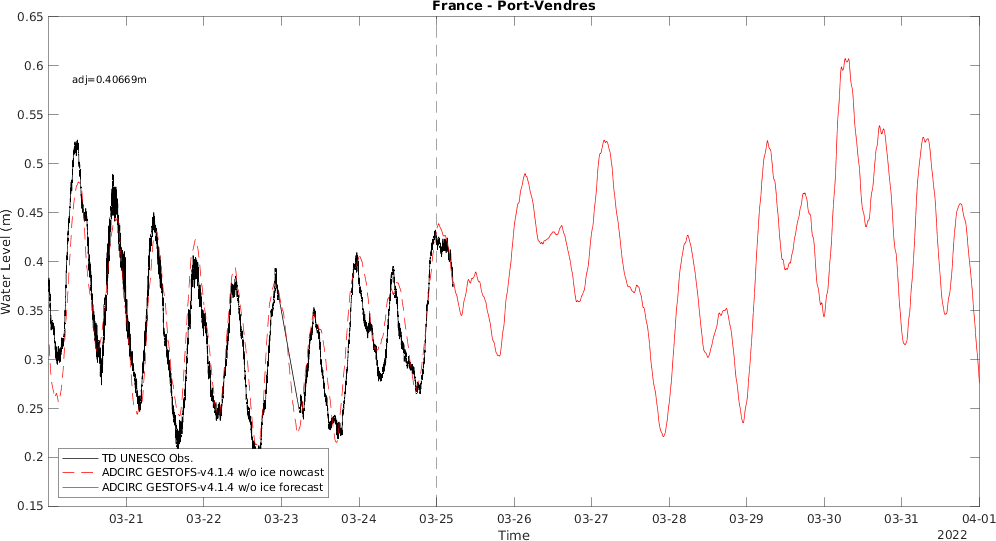 France - Port-Vendres
0.65
0.6
0.55
0.5
0.45
0.4
0.35
0.3
0.25
0.2
0.15
Water Level (m)
adj=0.40669m
TD UNESCO Obs.
ADCIRC GESTOFS-v4.1.4 w/o ice nowcast
ADCIRC GESTOFS-v4.1.4 w/o ice forecast
03-21 03-22 03-23 03-24 03-25 03-26 03-27 03-28 03-29 03-30 03-31 04-01
Time
2022